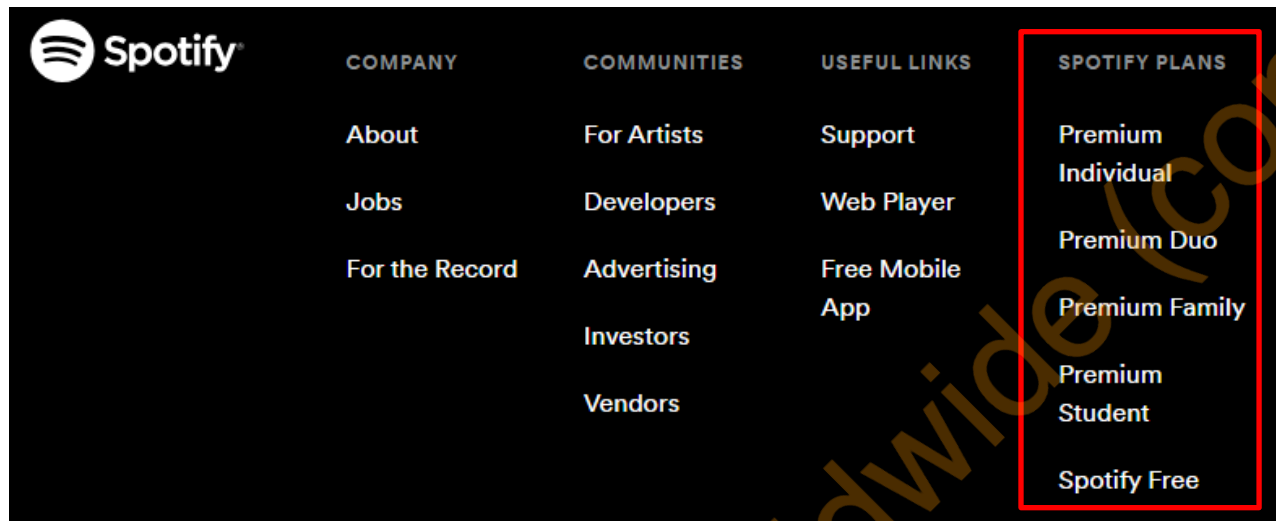 Spotify®
COMPANY
About
Jobs
For the Record
COMMUNITIES
For Artists
Developers
Advertising
Investors
Vendors
USEFUL LINKS
Support
Web Player
Free Mobile
App
SPOTIFY PLANS
Premium
Individual
Premium Duo
Premium Family
Premium
Student
Spotify Free